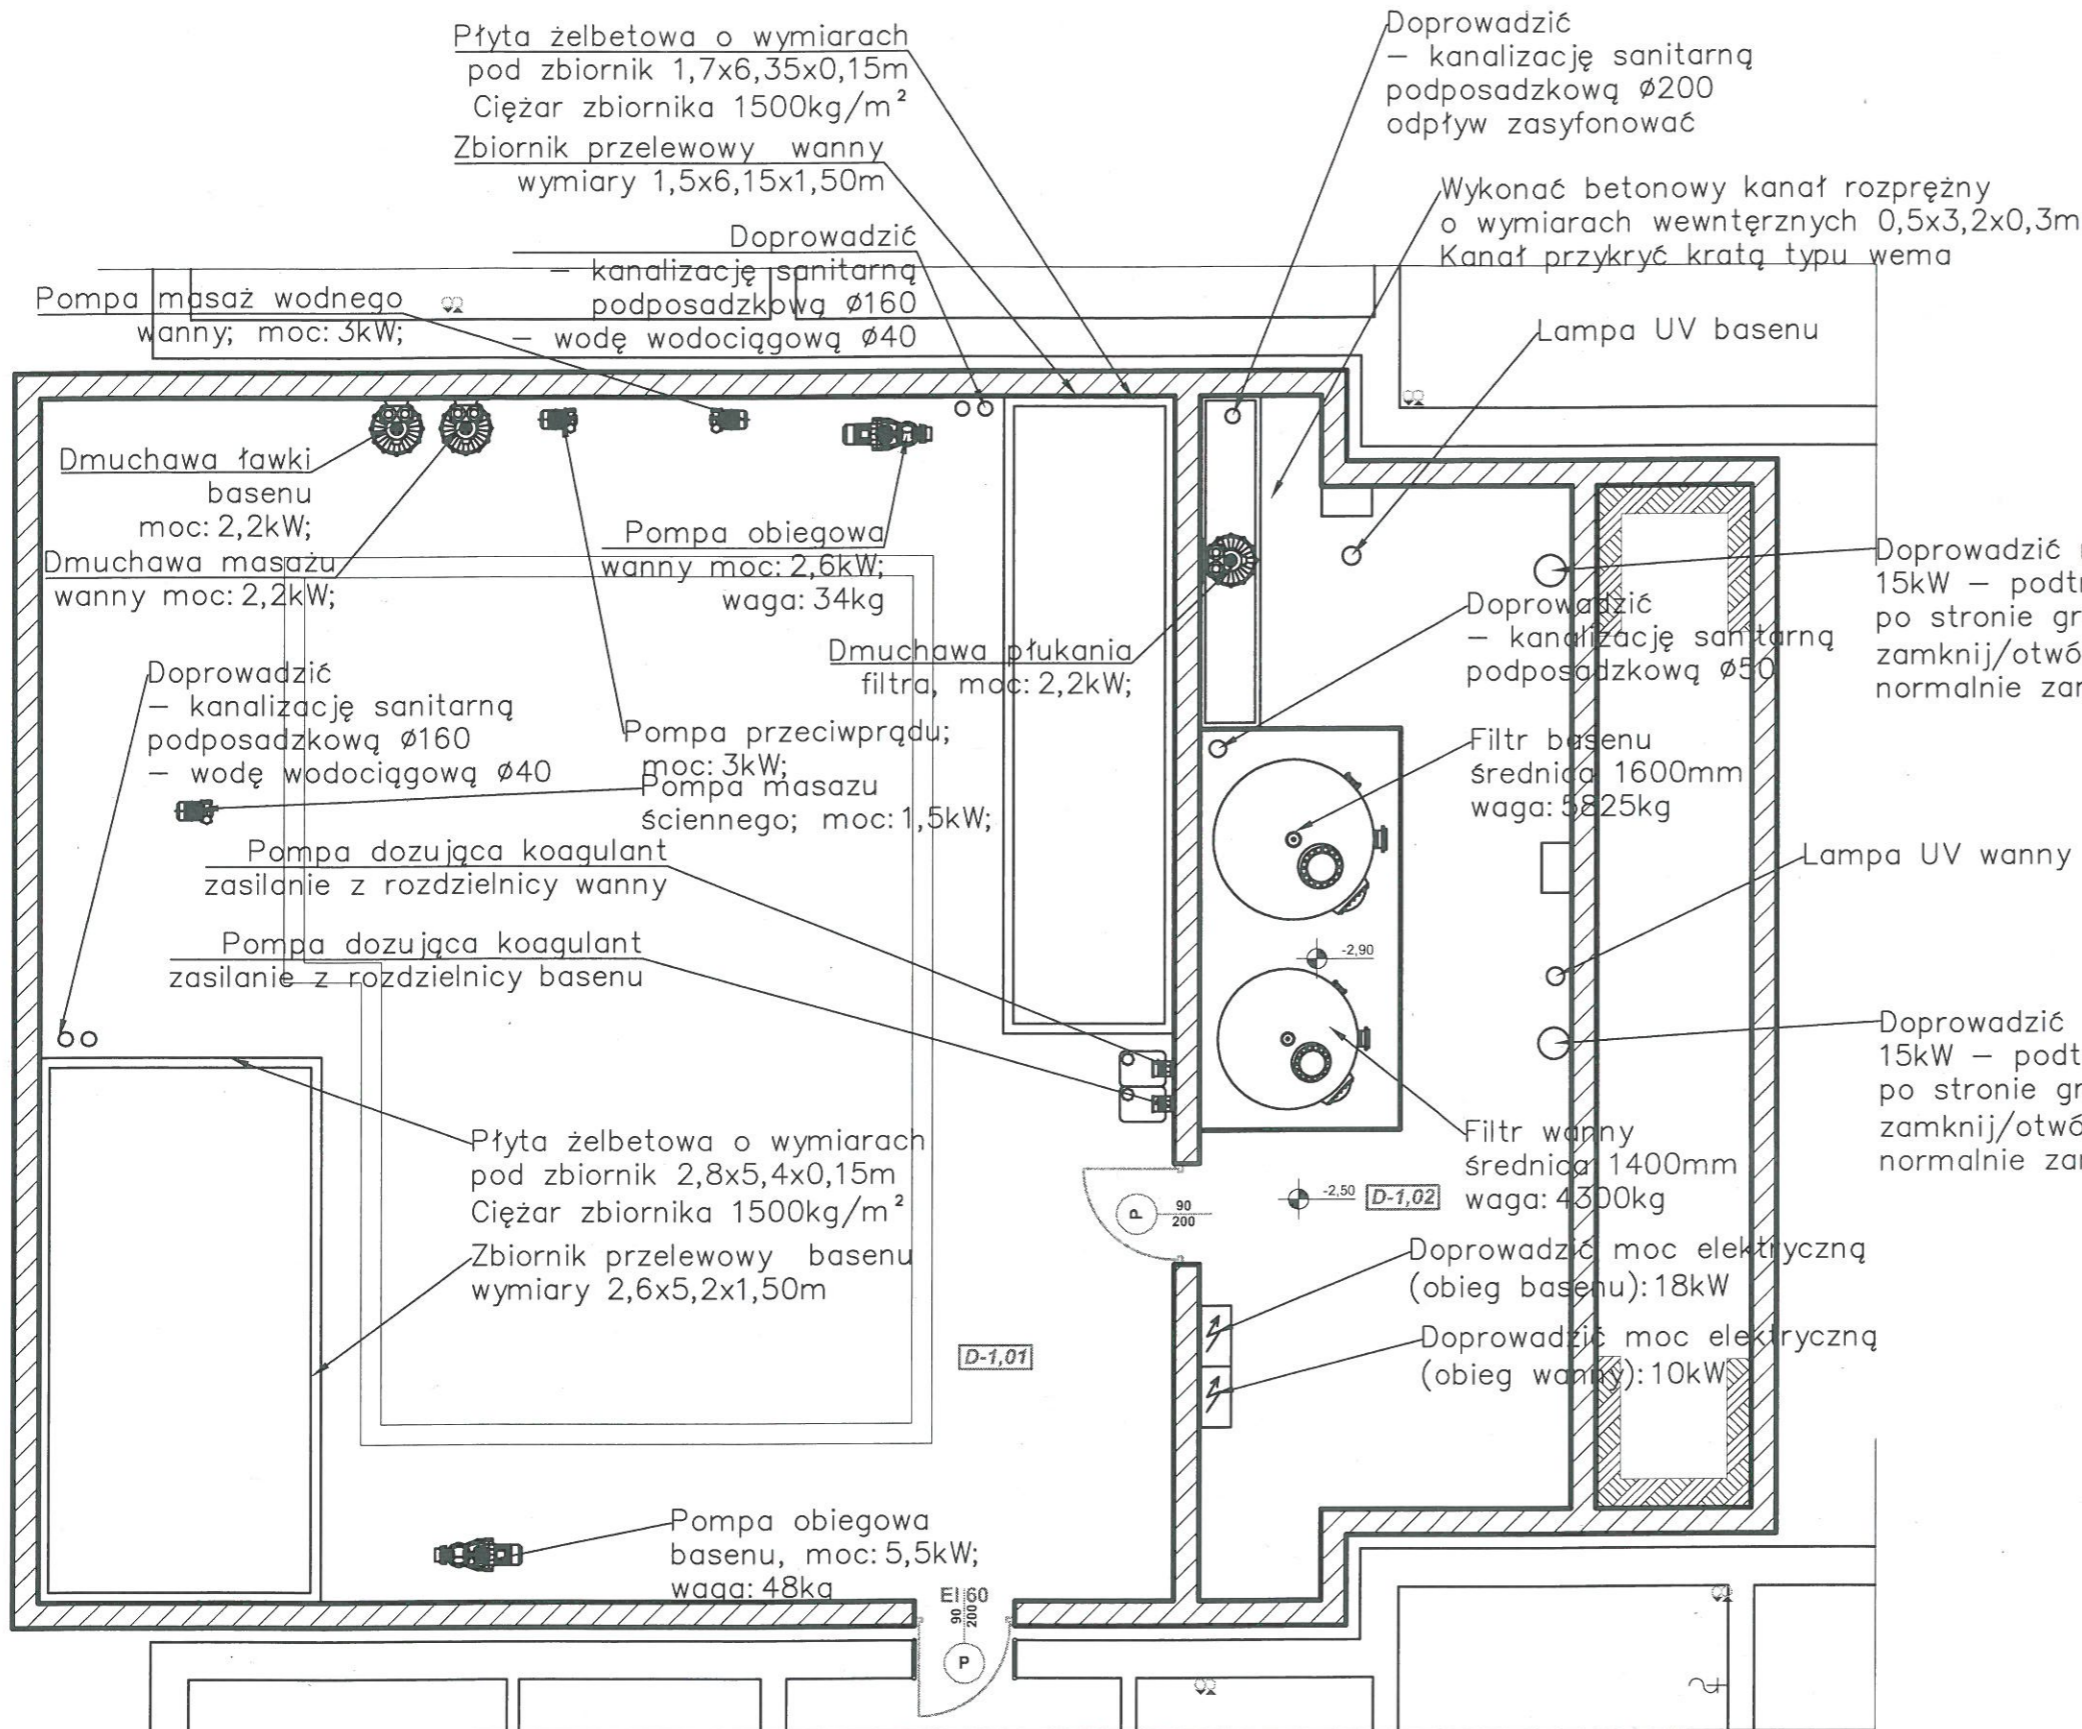 Płyta żelbetowa o wymiarach
pod zbiornik 1,7x6,35x0,15m
Ciężar zbiornika 1500kg/m²
Zbiornik przelewowy wanny
wymiary 1,5x6,15x1,50m
Doprowadzić
– kanalizację sanitarną
podposadzkową ø160
– wodę wodociągową ø40
Pompa masaż wodnego
wanny; moc: 3kW;
Doprowadzić
– kanalizację sanitarną
podposadzkową ø200
odpływ zasyfonować
Wykonać betonowy kanał rozprężny
o wymiarach wewntęrznych 0,5x3,2x0,3m
Kanał przykryć kratą typu wema
Lampa UV basenu
Dmuchawa ławki
basenu
moc: 2,2kW;
Dmuchawa masażu
wanny moc: 2,2kW;
Pompa obiegowa
wanny moc: 2,6kW;
waga: 34kg
Dmuchawa płukania
filtra, moc: 2,2kW;
Doprowadzić
– kanalizację sanitarną
podposadzkową ø50
Doprowadzić
15kW –
po stronie
zamknij/
normalnie
Doprowadzić
– kanalizację sanitarną
podposadzkową ø160
– wodę wodociągową ø40
Pompa przeciwprądu;
moc: 3kW;
Pompa masazu
ściennego; moc: 1,5kW;
Filtr basenu
średnica 1600mm
waga: 5825kg
Pompa dozująca koagulant
zasilanie z rozdzielnicy wanny
Pompa dozująca koagulant
zasilanie z rozdzielnicy basenu
Lampa UV wanny
-2,90
Doprowadzić
15kW –
po stronie
zamknij/
normalnie
Płyta żelbetowa o wymiarach
pod zbiornik 2,8x5,4x0,15m
Ciężar zbiornika 1500kg/m²
Zbiornik przelewowy basenu
wymiary 2,6x5,2x1,50m
Filtr wanny
średnica 1400mm
waga: 4300kg
P
90
200
-2,50
D-1,02
Doprowadzić moc elektryczną
(obieg basenu): 18kW
Doprowadzić moc elektryczną
(obieg wanny): 10kW
D-1,01
Pompa obiegowa
basenu, moc: 5,5kW;
waga: 48kg
EI 60
90
200
P